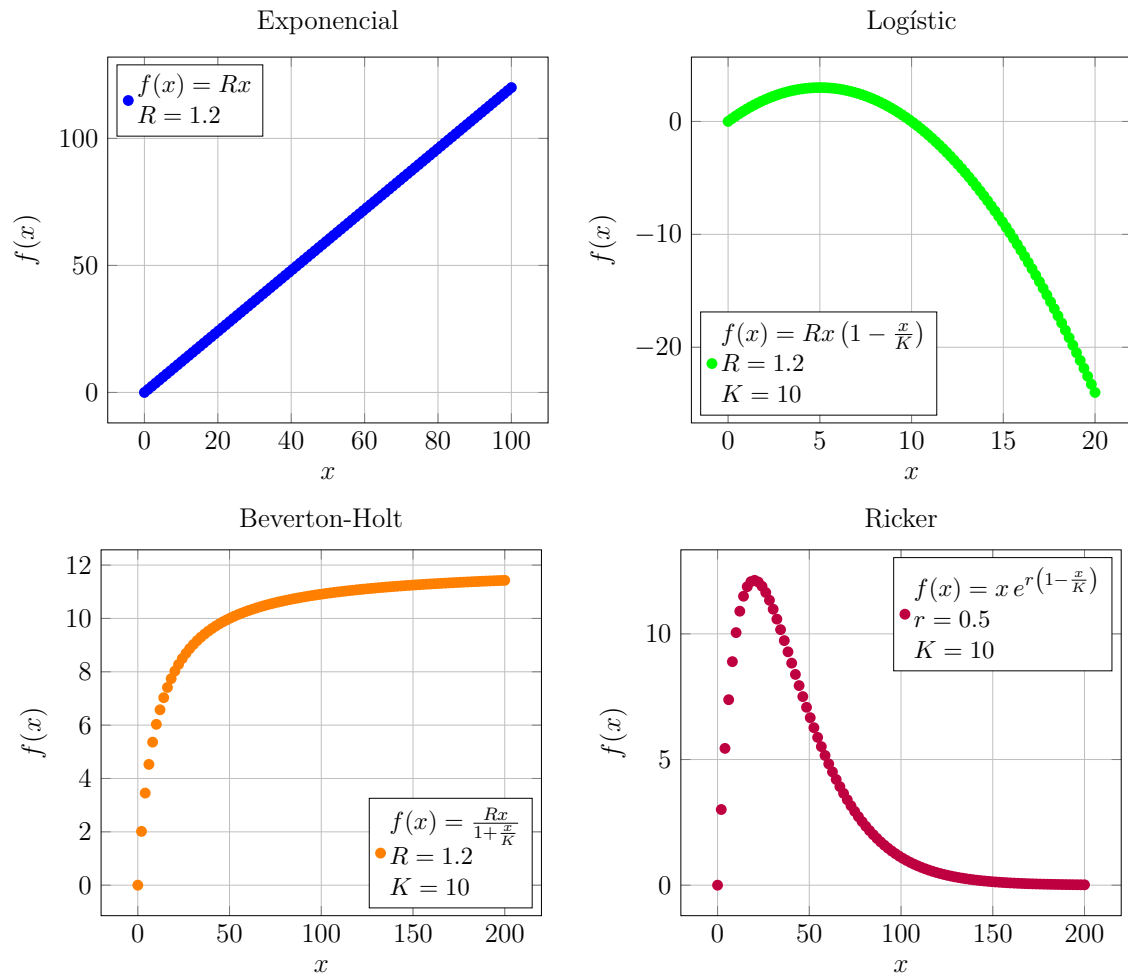 Exponencial
f(x) = Rx
R = 1.2
100
50
0
f(x)
0 20 40 60 80 100
x
Logístic
0
−10
−20
f(x)
f(x) = Rx (1 − x/K)
R = 1.2
K = 10
0 5 10 15 20
x
Beverton-Holt
12
10
8
6
4
2
0
f(x)
f(x) = Rx/(1 + x/K)
R = 1.2
K = 10
0 50 100 150 200
x
Ricker
f(x) = x e^{r(1 − x/K)}
r = 0.5
K = 10
10
5
0
f(x)
0 50 100 150 200
x